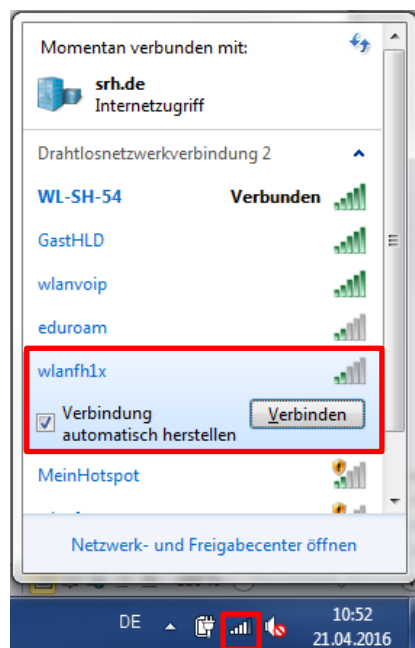 Momentan verbunden mit:
srh.de
Internetzugriff
Drahtlosnetzwerkverbindung 2
WL-SH-54 Verbunden
GastHLD
wlanvoip
eduroam
wlanfh1x
Verbindung
automatisch herstellen
Verbinden
MeinHotspot
Netzwerk- und Freigabecenter öffnen
DE
10:52
21.04.2016